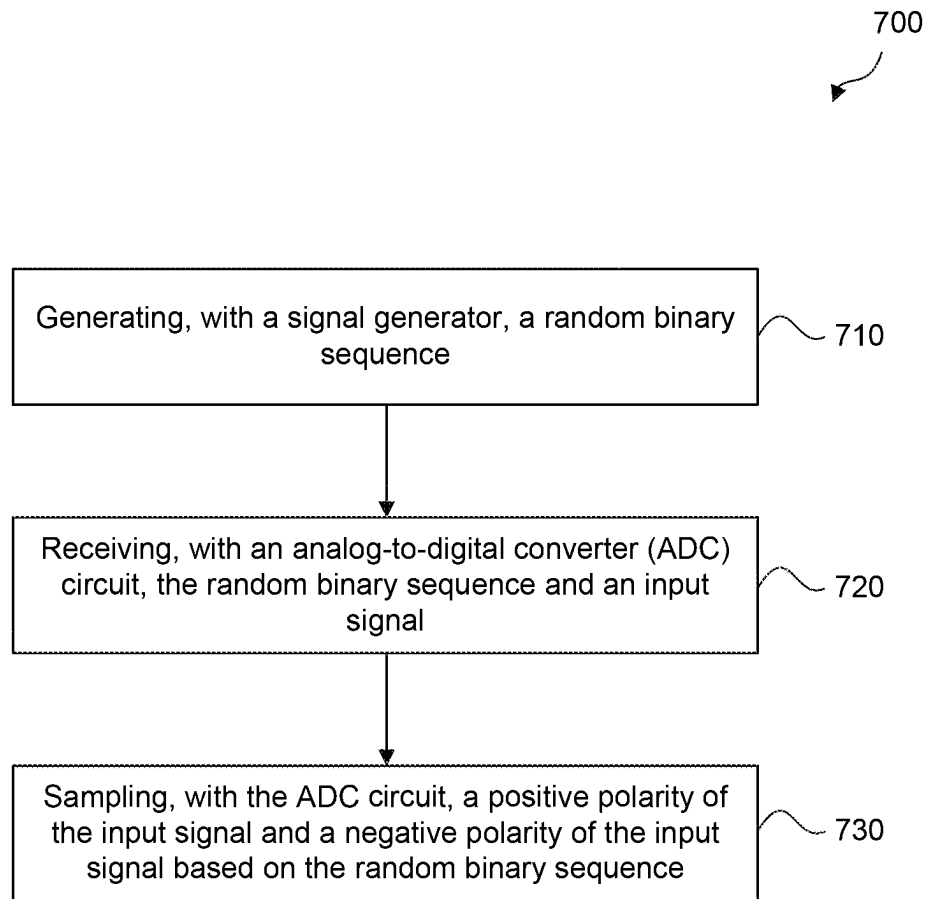 700
Generating, with a signal generator, a random binary
sequence
710
Receiving, with an analog-to-digital converter (ADC)
circuit, the random binary sequence and an input
signal
720
Sampling, with the ADC circuit, a positive polarity of
the input signal and a negative polarity of the input
signal based on the random binary sequence
730